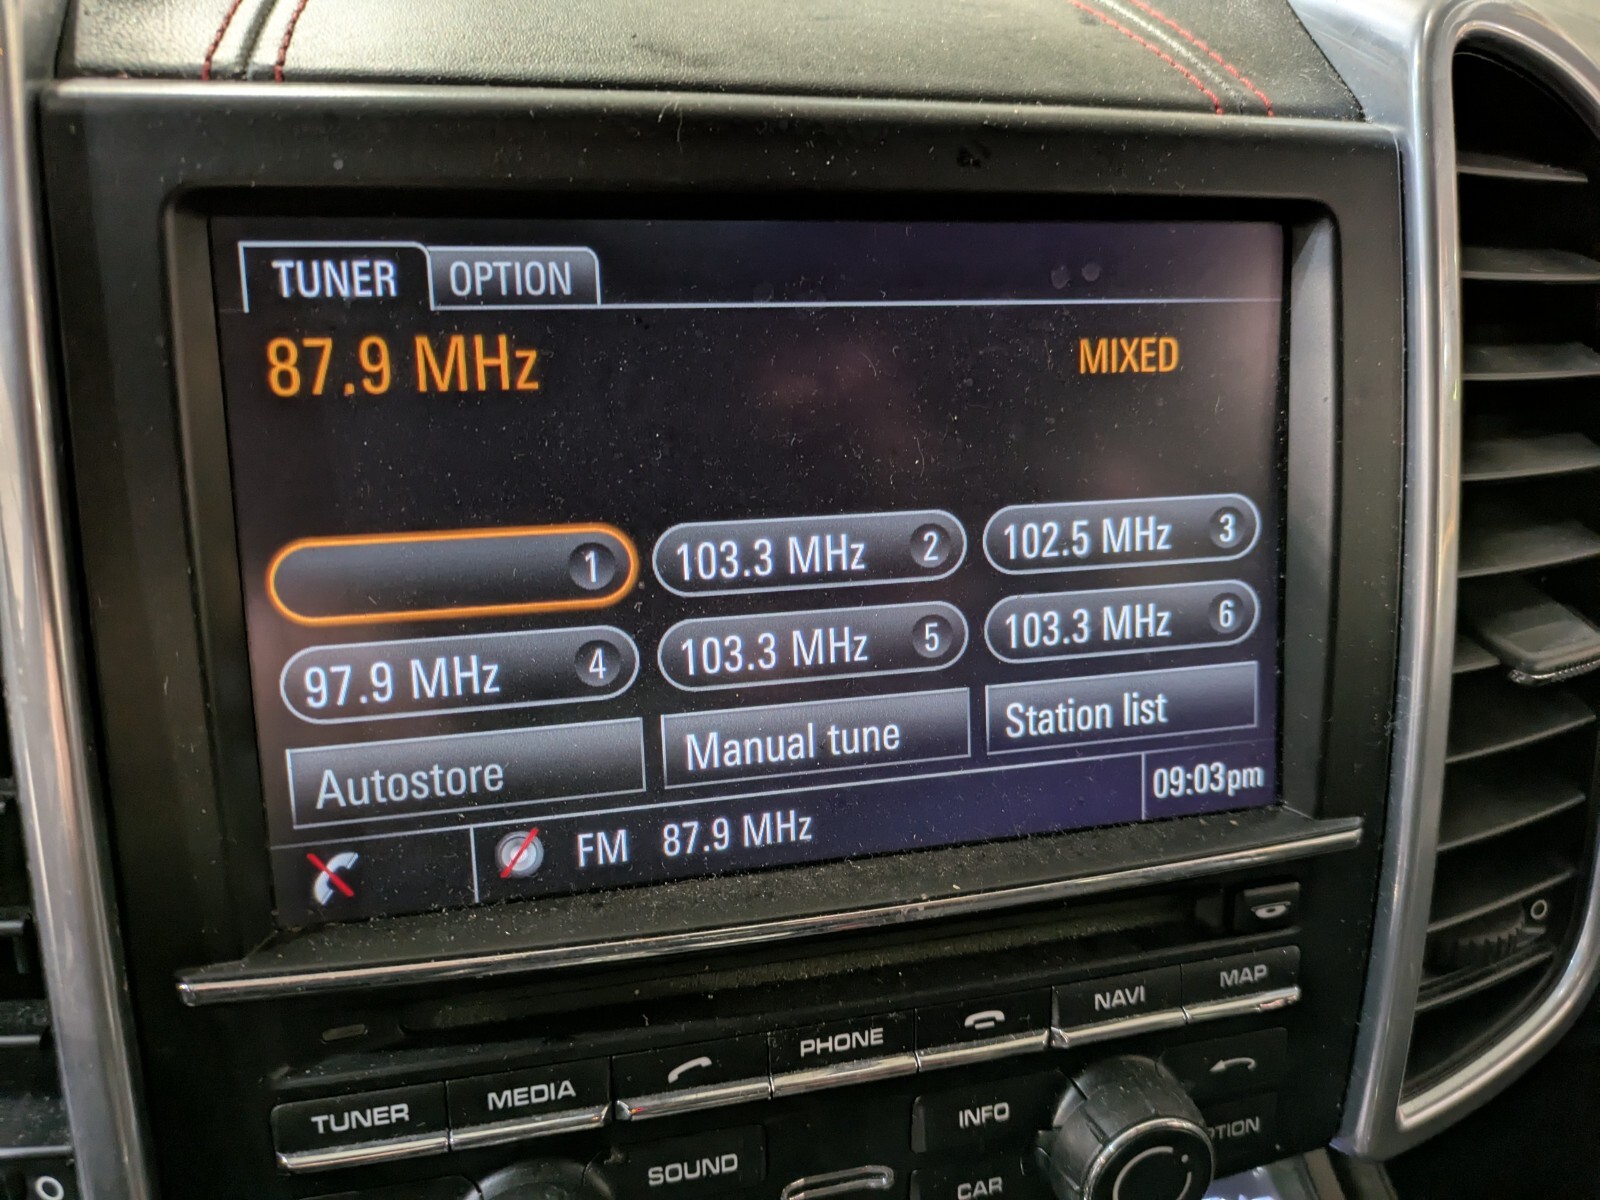 TUNER OPTION
87.9 MHz MIXED
1 103.3 MHz 2 102.5 MHz 3
97.9 MHz 4 103.3 MHz 5 103.3 MHz 6
Autostore Manual tune Station list
FM 87.9 MHz 09:03pm
TUNER MEDIA PHONE NAVI MAP
SOUND INFO
CAR